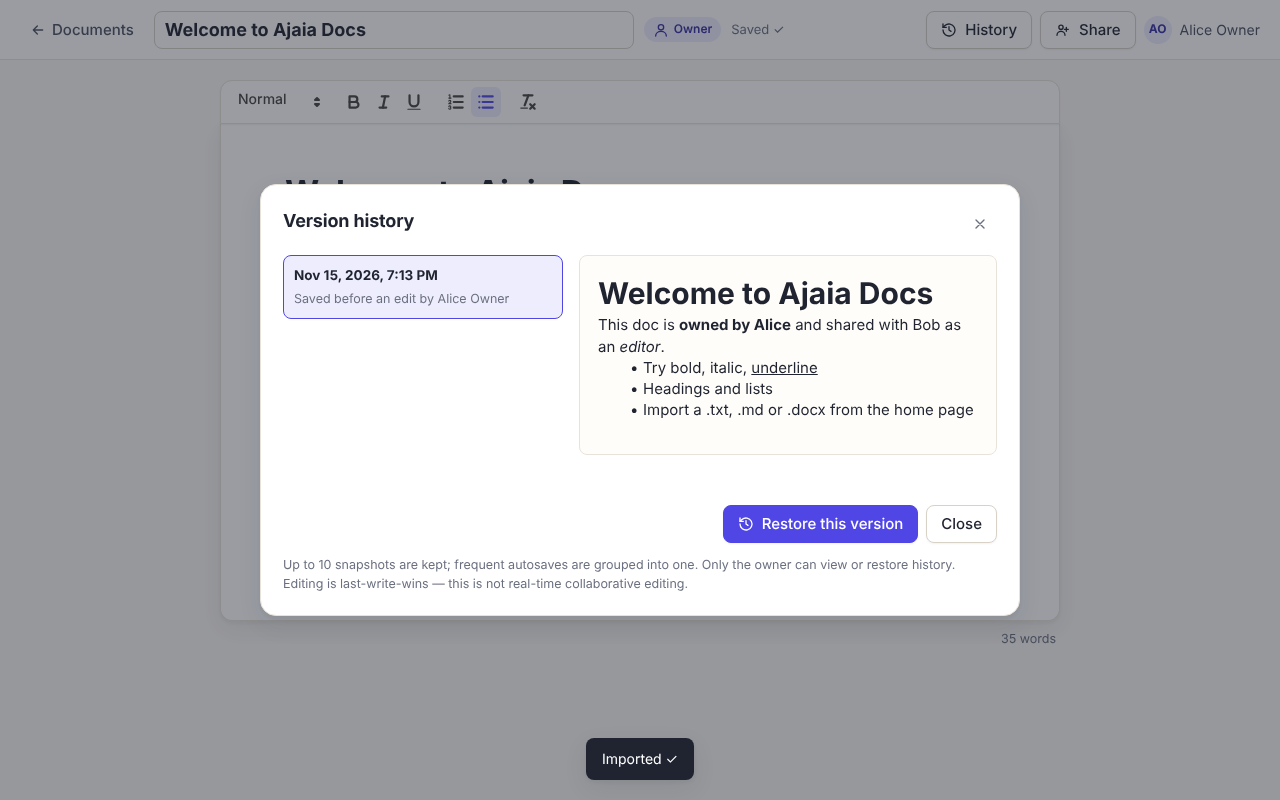 Documents
Welcome to Ajaia Docs
Owner
Saved ✓
History
Share
AO
Alice Owner
Normal
Version history
Nov 15, 2026, 7:13 PM
Saved before an edit by Alice Owner
Welcome to Ajaia Docs
This doc is owned by Alice and shared with Bob as
an editor.
• Try bold, italic, underline
• Headings and lists
• Import a .txt, .md or .docx from the home page
Restore this version
Close
Up to 10 snapshots are kept; frequent autosaves are grouped into one. Only the owner can view or restore history.
Editing is last-write-wins — this is not real-time collaborative editing.
35 words
Imported ✓